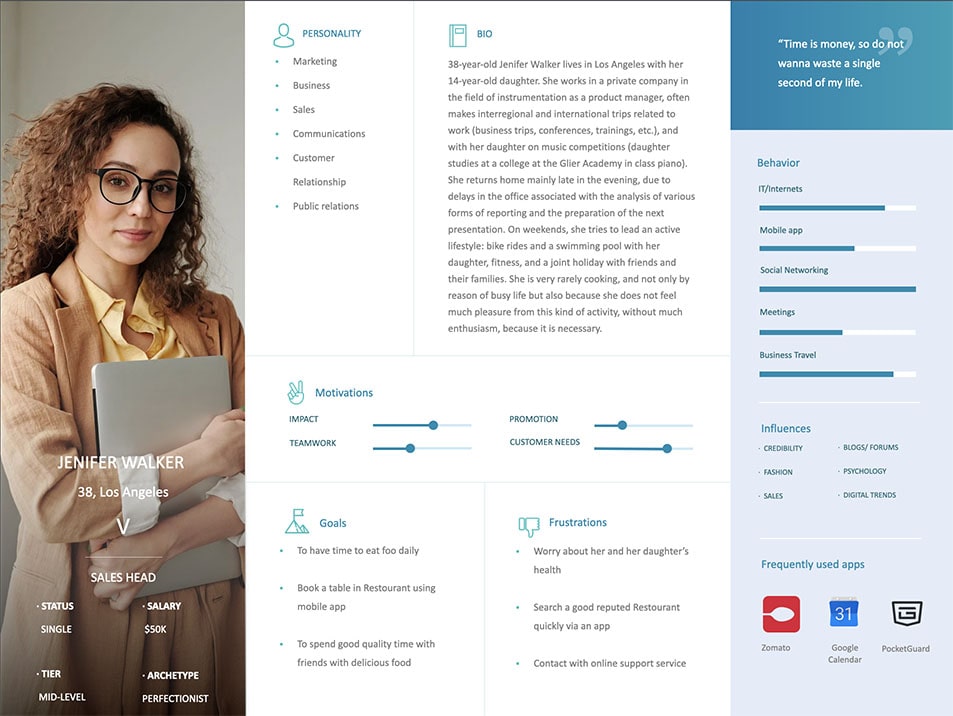 JENIFER WALKER
38, Los Angeles
V
SALES HEAD
· STATUS
SINGLE
· SALARY
$50K
· TIER
MID-LEVEL
· ARCHETYPE
PERFECTIONIST
PERSONALITY
• Marketing
• Business
• Sales
• Communications
• Customer
Relationship
• Public relations
BIO
38-year-old Jenifer Walker lives in Los Angeles with her
14-year-old daughter. She works in a private company in
the field of instrumentation as a product manager, often
makes interregional and international trips related to
work (business trips, conferences, trainings, etc.), and
with her daughter on music competitions (daughter
studies at a college at the Glier Academy in class piano).
She returns home mainly late in the evening, due to
delays in the office associated with the analysis of various
forms of reporting and the preparation of the next
presentation. On weekends, she tries to lead an active
lifestyle: bike rides and a swimming pool with her
daughter, fitness, and a joint holiday with friends and
their families. She is very rarely cooking, and not only by
reason of busy life but also because she does not feel
much pleasure from this kind of activity, without much
enthusiasm, because it is necessary.
Motivations
IMPACT
TEAMWORK
PROMOTION
CUSTOMER NEEDS
Goals
• To have time to eat foo daily
• Book a table in Restourant using
mobile app
• To spend good quality time with
friends with delicious food
Frustrations
• Worry about her and her daughter's
health
• Search a good reputed Restourant
quickly via an app
• Contact with online support service
”
“Time is money, so do not
wanna waste a single
second of my life.
Behavior
IT/Internets
Mobile app
Social Networking
Meetings
Business Travel
Influences
· CREDIBILITY
· FASHION
· SALES
· BLOGS/ FORUMS
· PSYCHOLOGY
· DIGITAL TRENDS
Frequently used apps
31
Zomato
Google
Calendar
PocketGuard